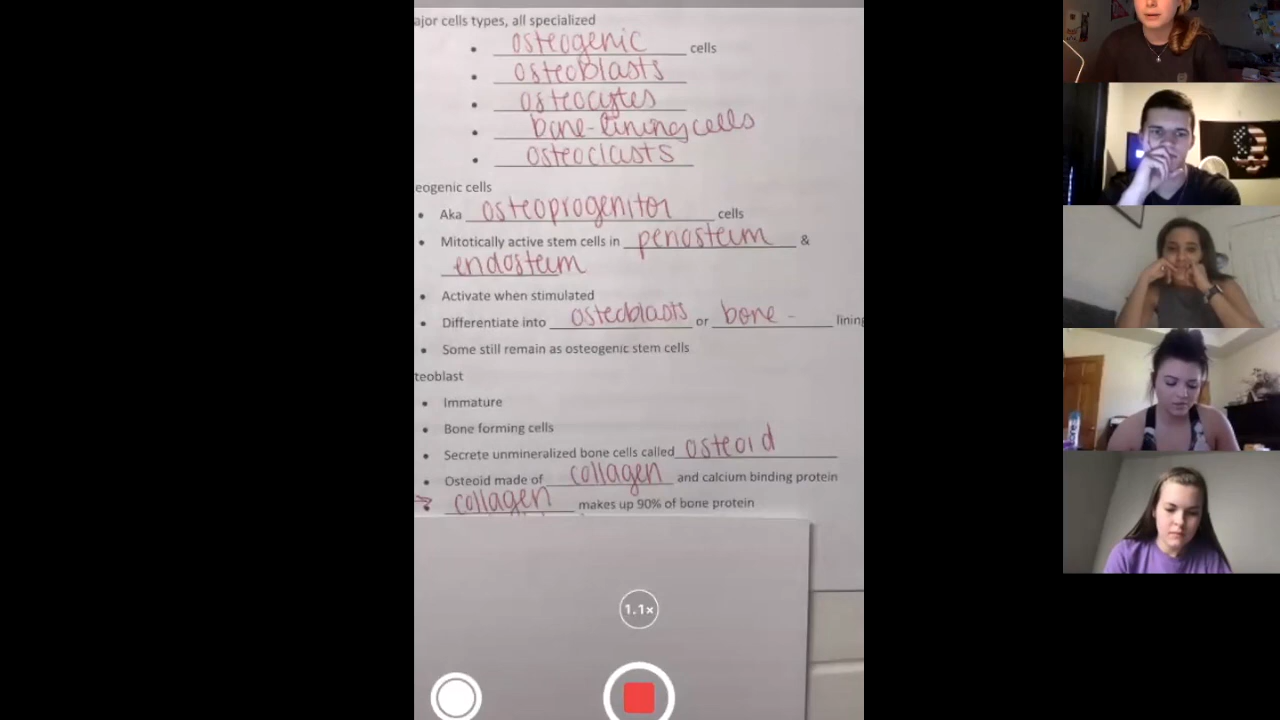 ajor cells types, all specialized
• osteogenic cells
• osteoblasts
• osteocytes
• bone-lining cells
• osteoclasts
eogenic cells
• Aka osteoprogenitor cells
• Mitotically active stem cells in periosteum &
endosteum
• Activate when stimulated
• Differentiate into osteoblasts or bone - lining
• Some still remain as osteogenic stem cells
teoblast
• Immature
• Bone forming cells
• Secrete unmineralized bone cells called osteoid
• Osteoid made of collagen and calcium binding protein
collagen makes up 90% of bone protein
1.1×